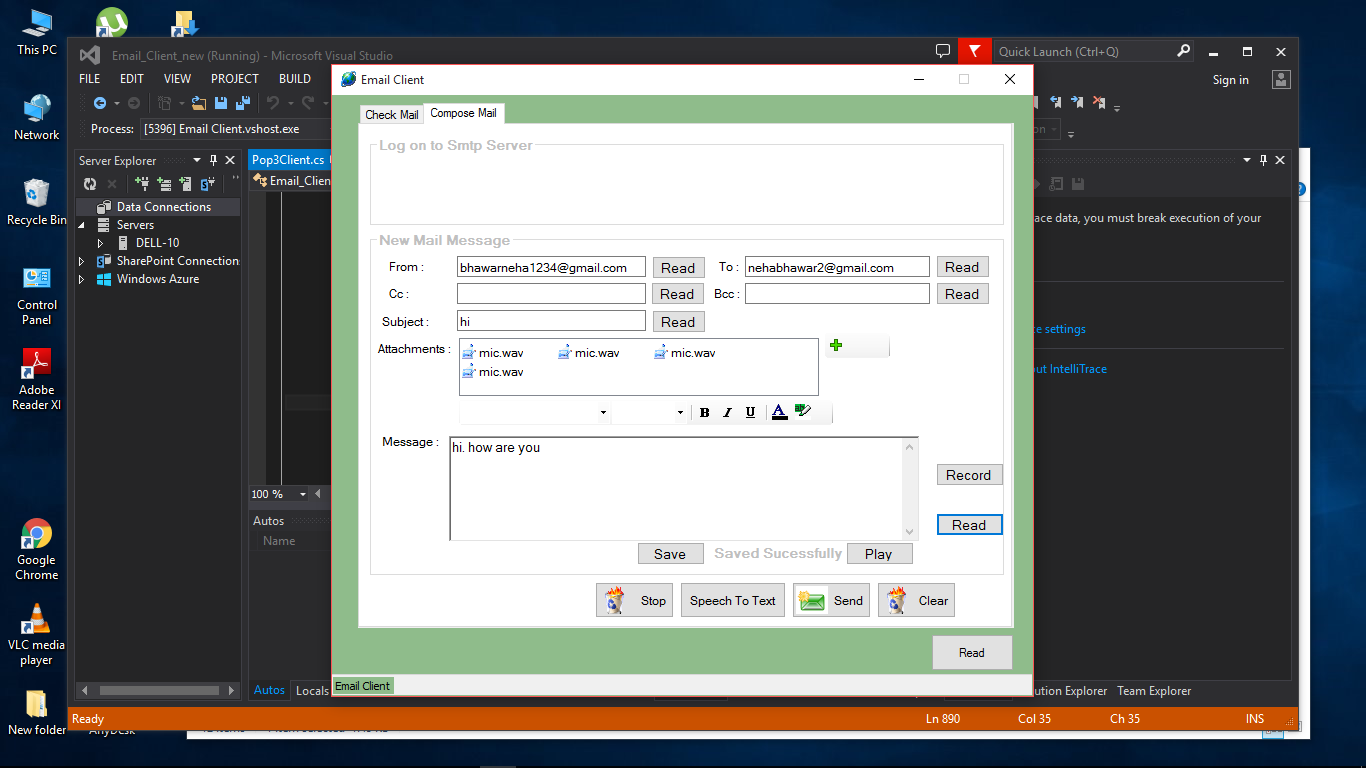 This PC
Network
Recycle Bin
Control
Panel
Adobe
Reader XI
Google
Chrome
VLC media
player
New folder
Email_Client_new (Running) - Microsoft Visual Studio
Quick Launch (Ctrl+Q)
FILE EDIT VIEW PROJECT BUILD
Sign in
Process: [5396] Email Client.vshost.exe
Server Explorer
Data Connections
Servers
DELL-10
SharePoint Connection
Windows Azure
Pop3Client.cs
Email_Clien
100 %
Autos
Name
Autos Locals
Email Client
Check Mail Compose Mail
Log on to Smtp Server
New Mail Message
From : bhawarneha1234@gmail.com Read To : nehabhawar2@gmail.com Read
Cc : Read Bcc : Read
Subject : hi Read
Attachments : mic.wav mic.wav mic.wav
mic.wav
B I U A
Message : hi. how are you
Record
Read
Save Saved Sucessfully Play
Stop Speech To Text Send Clear
Read
Email Client
ace data, you must break execution of your
ce settings
out IntelliTrace
ution Explorer Team Explorer
Ready Ln 890 Col 35 Ch 35 INS